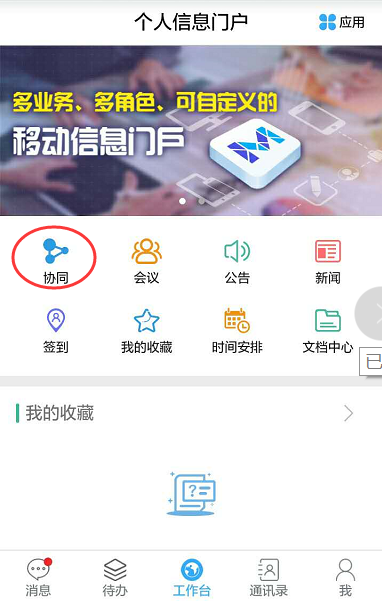 个人信息门户
应用
多业务、多角色、可自定义的
移动信息门户
协同
会议
公告
新闻
签到
我的收藏
时间安排
文档中心
已
我的收藏
?
消息
待办
工作台
通讯录
我